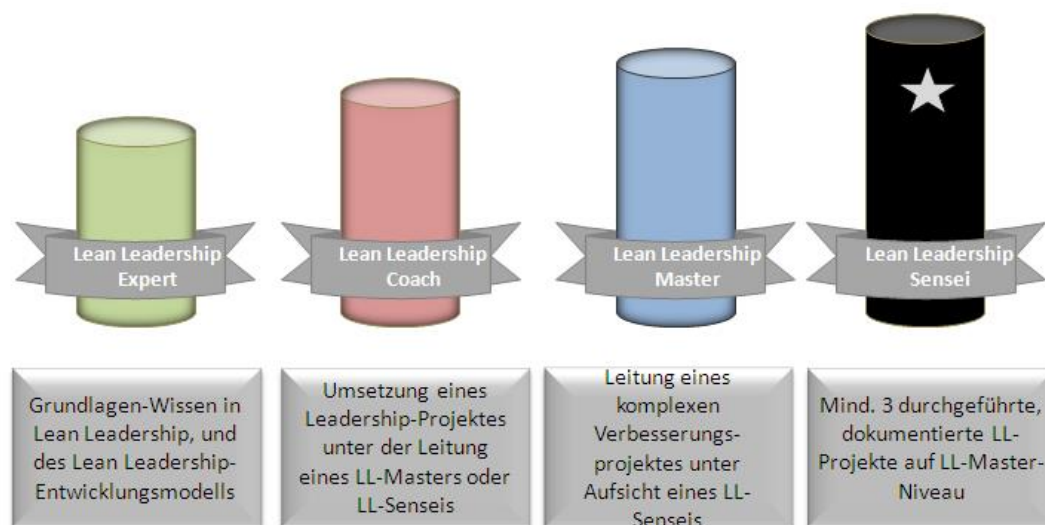 Lean Leadership
Expert
Lean Leadership
Coach
Lean Leadership
Master
Lean Leadership
Sensei
Grundlagen-Wissen in
Lean Leadership, und
des Lean Leadership-
Entwicklungsmodells
Umsetzung eines
Leadership-Projektes
unter der Leitung
eines LL-Masters oder
LL-Senseis
Leitung eines
komplexen
Verbesserungs-
projektes unter
Aufsicht eines LL-
Senseis
Mind. 3 durchgeführte,
dokumentierte LL-
Projekte auf LL-Master-
Niveau